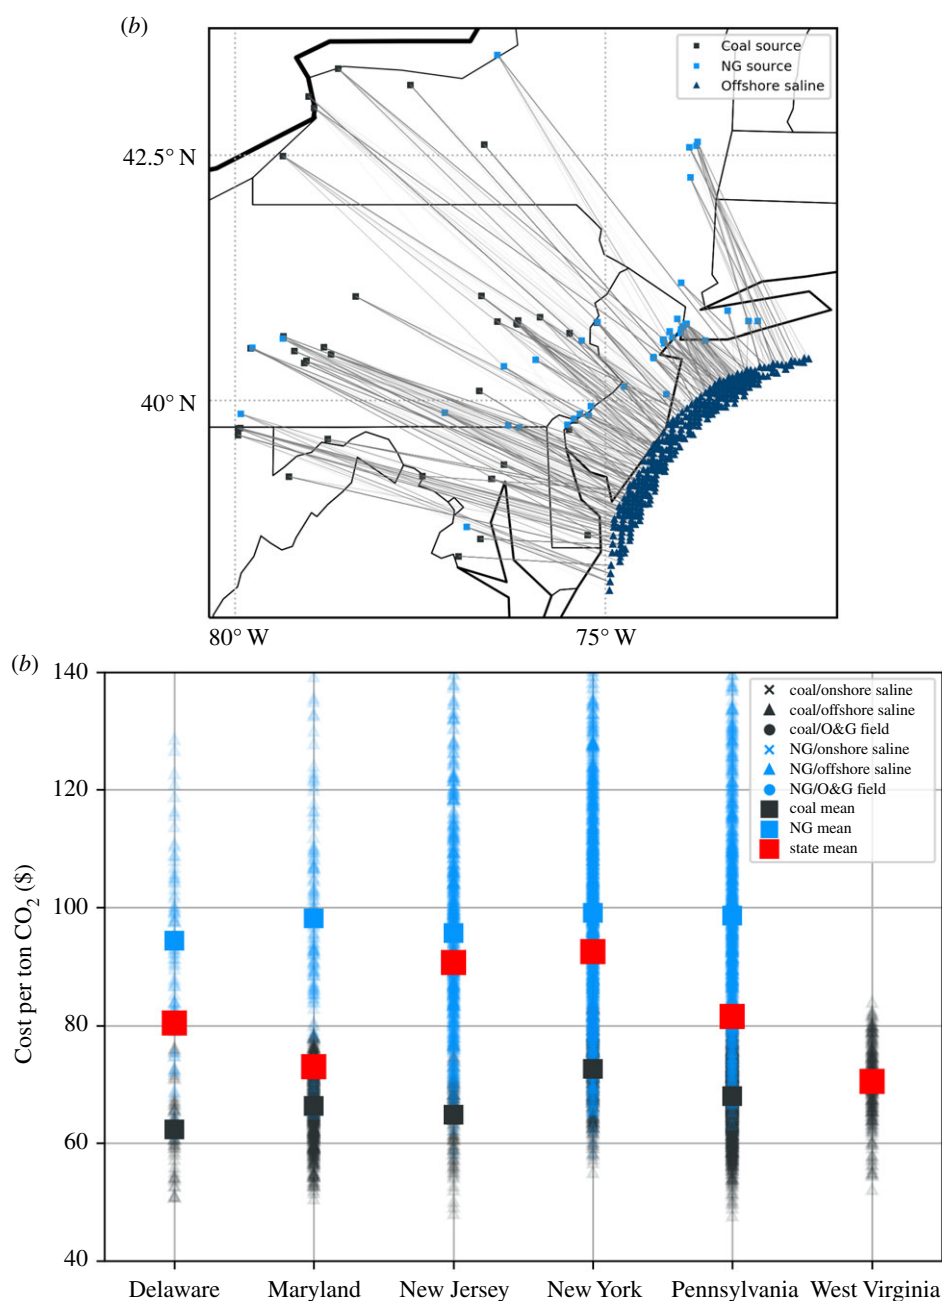 (b)
Coal source
NG source
Offshore saline
42.5° N
40° N
80° W
75° W
(b)
140
120
100
80
60
40
Cost per ton CO2 ($)
coal/onshore saline
coal/offshore saline
coal/O&G field
NG/onshore saline
NG/offshore saline
NG/O&G field
coal mean
NG mean
state mean
Delaware
Maryland
New Jersey
New York
Pennsylvania
West Virginia